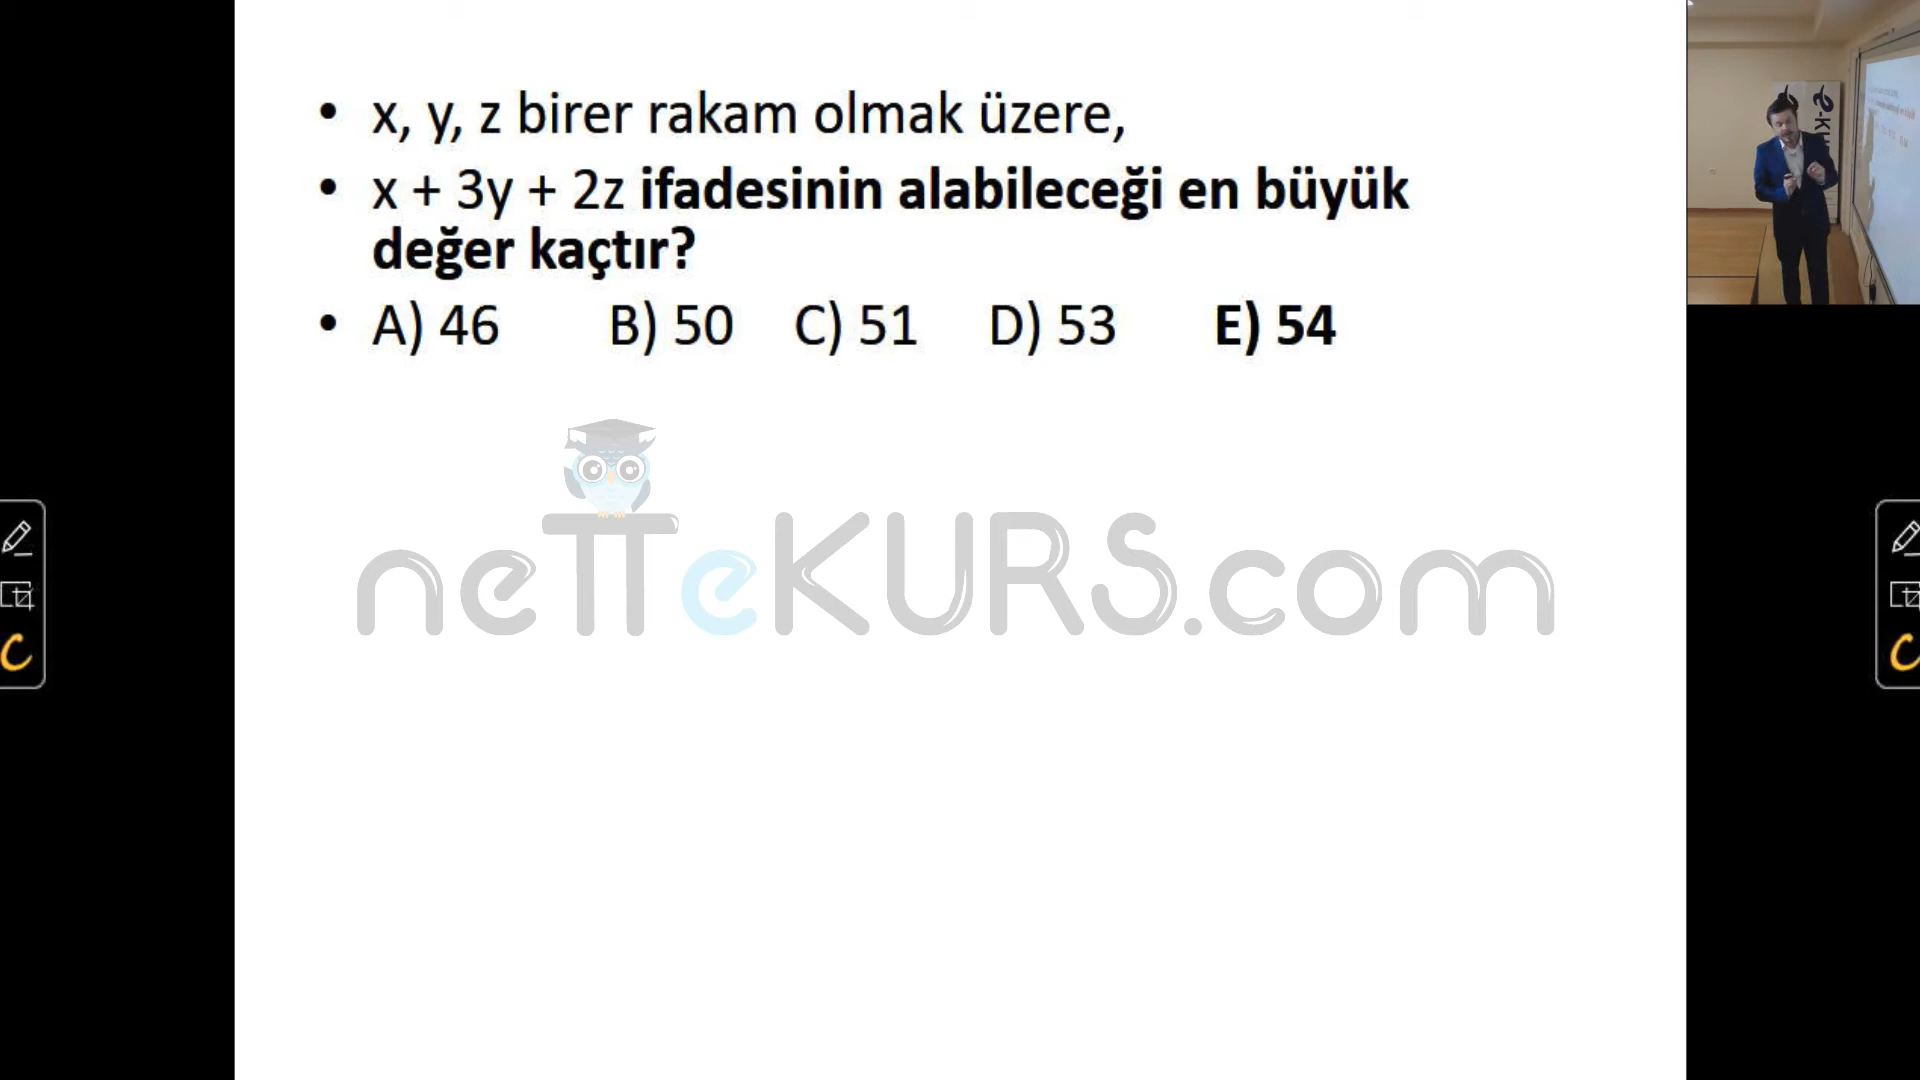 • x, y, z birer rakam olmak üzere,
• x + 3y + 2z ifadesinin alabileceği en büyük
değer kaçtır?
• A) 46 B) 50 C) 51 D) 53 E) 54
neTTeKURS.com